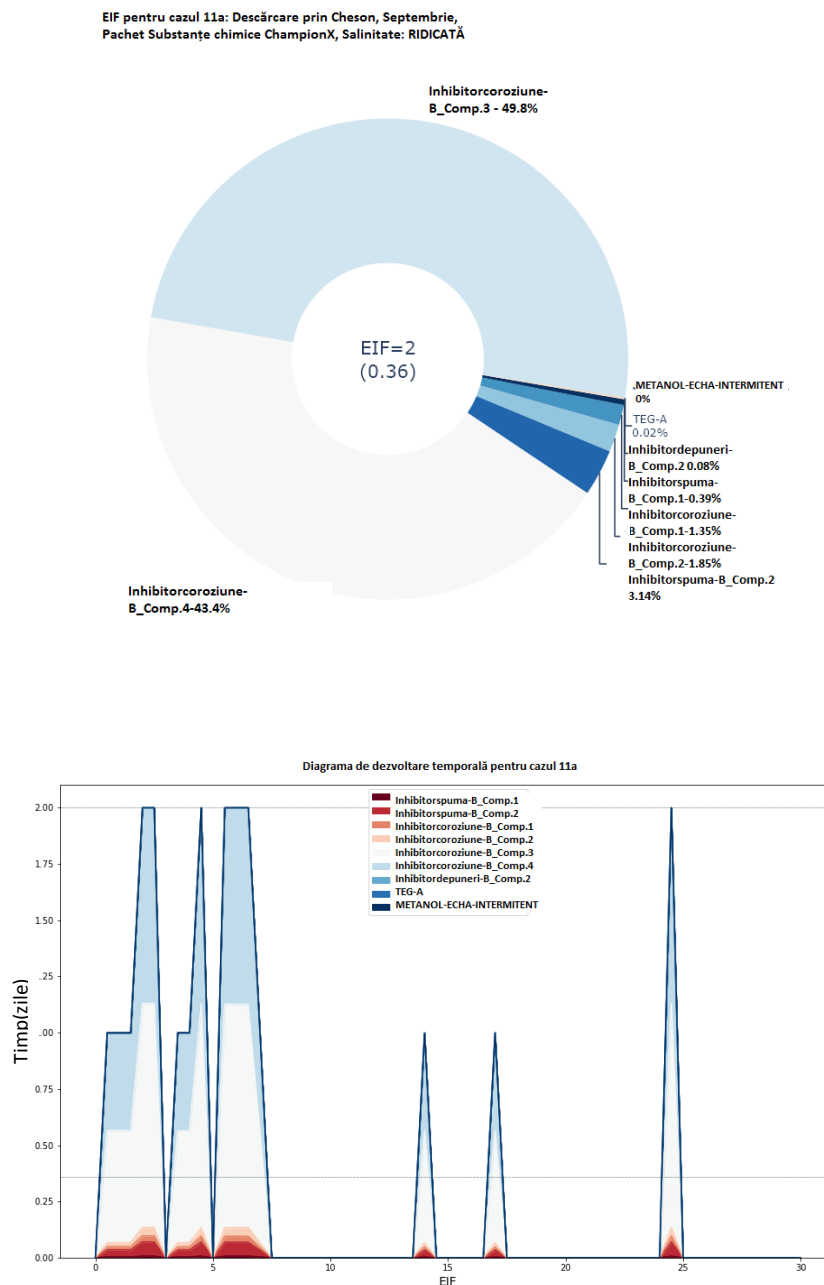 EIF pentru cazul 11a: Descărcare prin Cheson, Septembrie,
Pachet Substanțe chimice ChampionX, Salinitate: RIDICATĂ
Inhibitorcoroziune-
B_Comp.3 - 49.8%
EIF=2
(0.36)
METANOL-ECHA-INTERMITENT
0%
TEG-A
0.02%
Inhibitordepuneri-
B_Comp.2 0.08%
Inhibitorspuma-
B_Comp.1-0.39%
Inhibitorcoroziune-
B_Comp.1-1.35%
Inhibitorcoroziune-
B_Comp.2-1.85%
Inhibitorspuma-B_Comp.2
3.14%
Inhibitorcoroziune-
B_Comp.4-43.4%
Diagrama de dezvoltare temporală pentru cazul 11a
Inhibitorspuma-B_Comp.1
Inhibitorspuma-B_Comp.2
Inhibitorcoroziune-B_Comp.1
Inhibitorcoroziune-B_Comp.2
Inhibitorcoroziune-B_Comp.3
Inhibitorcoroziune-B_Comp.4
Inhibitordepuneri-B_Comp.2
TEG-A
METANOL-ECHA-INTERMITENT
2.00
1.75
1.50
.25
.00
0.75
0.50
0.25
0.00
Timp(zile)
0 5 10 15 20 25 30
EIF